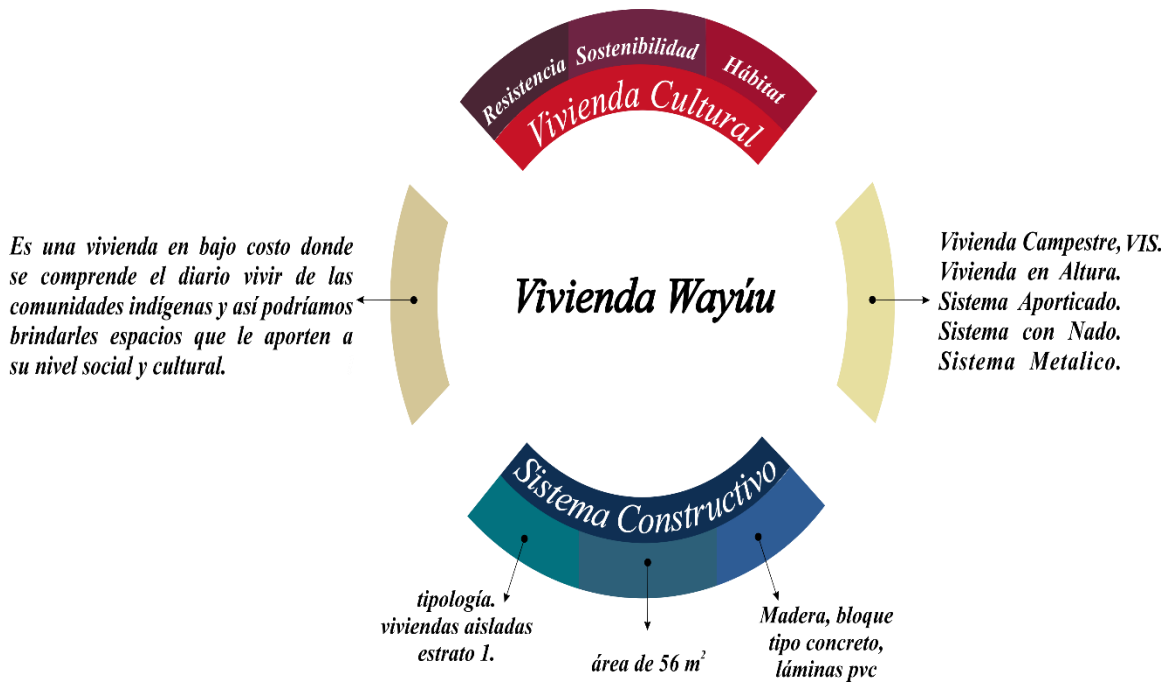 Resistencia
Sostenibilidad
Hábitat
Vivienda Cultural
Es una vivienda en bajo costo donde
se comprende el diario vivir de las
comunidades indígenas y así podríamos
brindarles espacios que le aporten a
su nivel social y cultural.
Vivienda Wayúu
Vivienda Campestre, VIS.
Vivienda en Altura.
Sistema Aporticado.
Sistema con Nado.
Sistema Metalico.
Sistema Constructivo
tipología.
viviendas aisladas
estrato 1.
área de 56 m²
Madera, bloque
tipo concreto,
láminas pvc